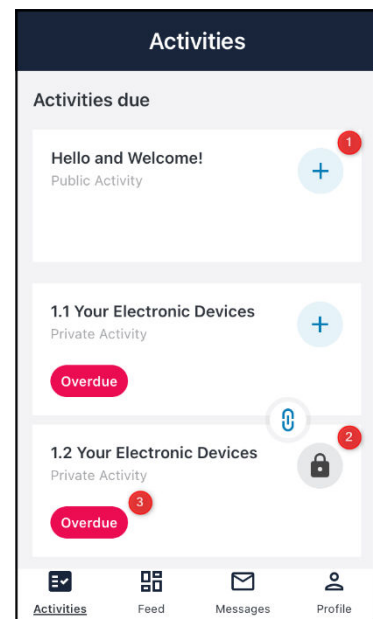 Activities
Activities due
1
Hello and Welcome!
Public Activity
1.1 Your Electronic Devices
Private Activity
Overdue
2
1.2 Your Electronic Devices
Private Activity
3
Overdue
Activities Feed Messages Profile